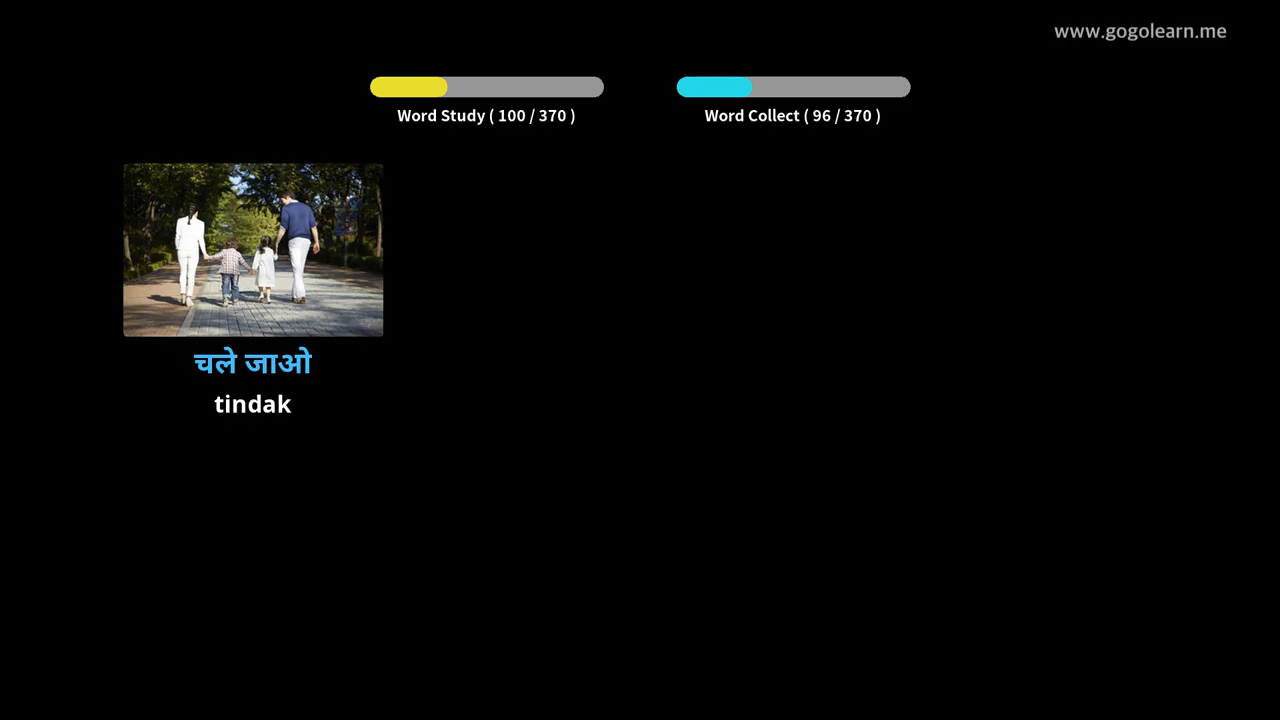 www.gogolearn.me
Word Study ( 100 / 370 )
Word Collect ( 96 / 370 )
चले जाओ
tindak